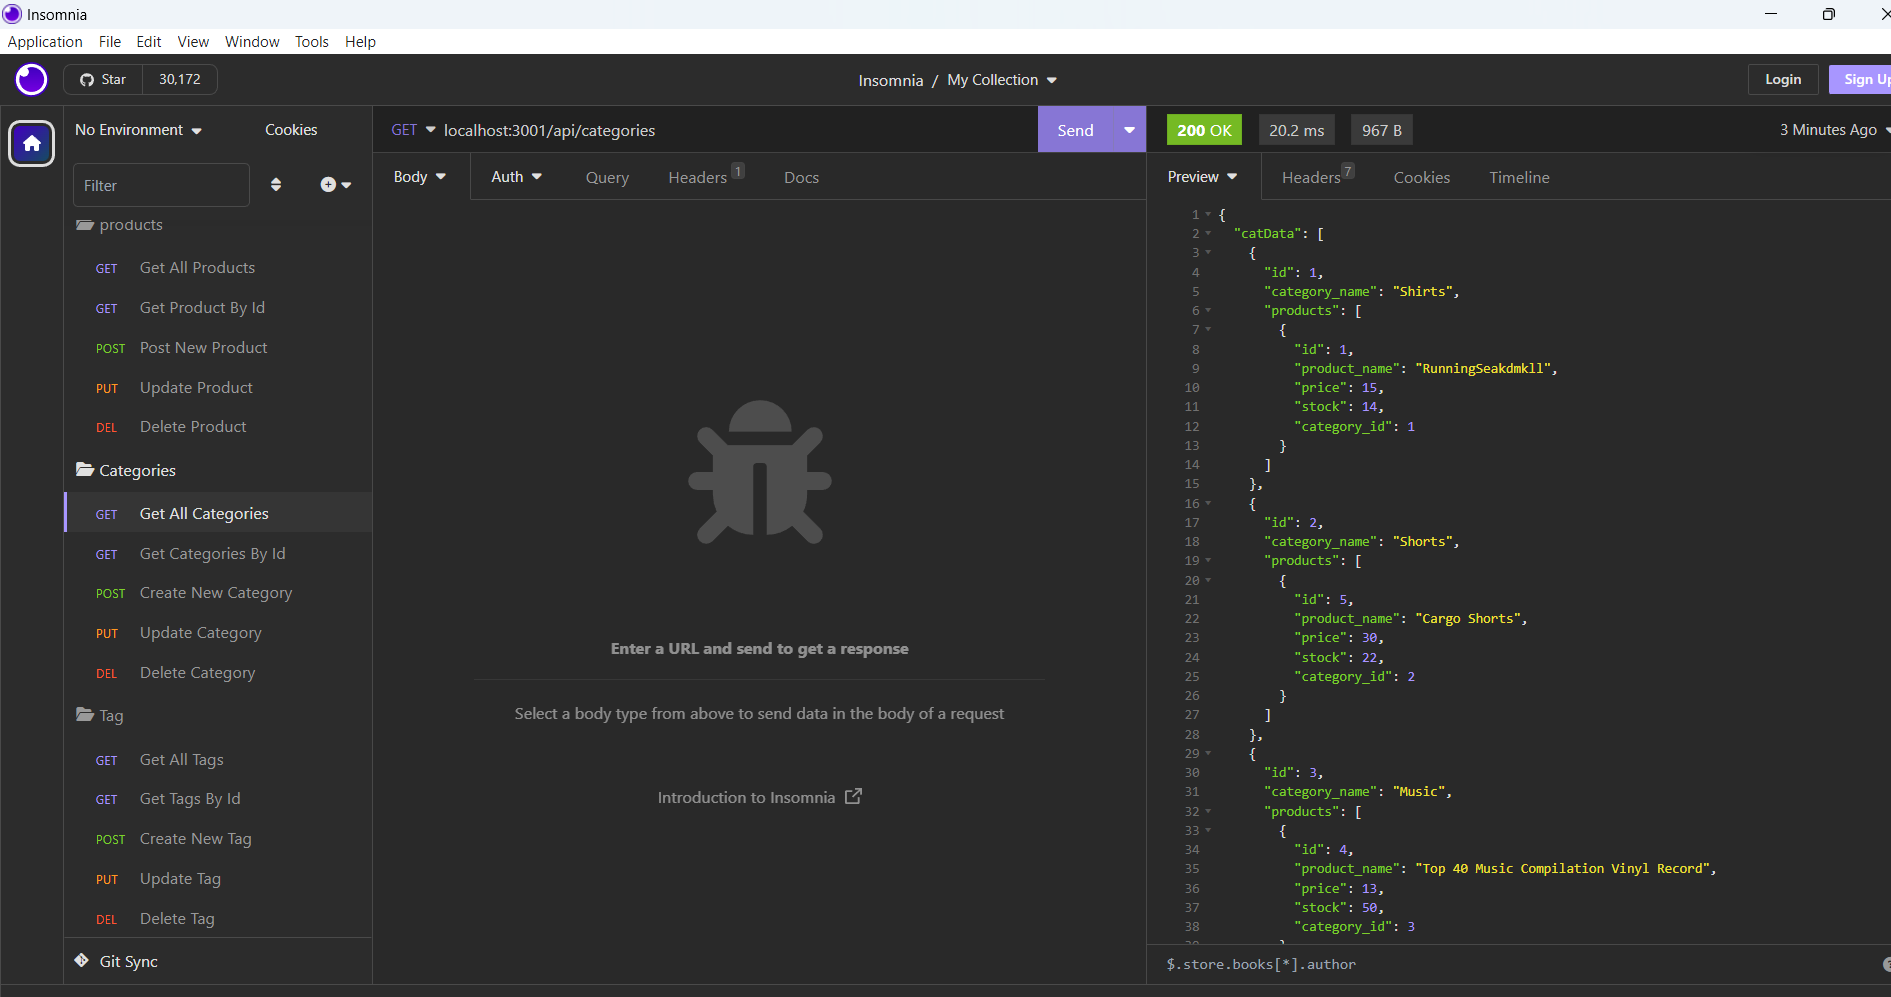 Insomnia
Application File Edit View Window Tools Help
Star 30,172
Insomnia / My Collection
Login
No Environment Cookies
Filter
products
GET Get All Products
GET Get Product By Id
POST Post New Product
PUT Update Product
DEL Delete Product
Categories
GET Get All Categories
GET Get Categories By Id
POST Create New Category
PUT Update Category
DEL Delete Category
Tag
GET Get All Tags
GET Get Tags By Id
POST Create New Tag
PUT Update Tag
DEL Delete Tag
Git Sync
GET localhost:3001/api/categories Send
Body Auth Query Headers 1 Docs
Enter a URL and send to get a response
Select a body type from above to send data in the body of a request
Introduction to Insomnia
200 OK 20.2 ms 967 B 3 Minutes Ago
Preview Headers 7 Cookies Timeline
1 {
2 "catData": [
3 {
4 "id": 1,
5 "category_name": "Shirts",
6 "products": [
7 {
8 "id": 1,
9 "product_name": "RunningSeakdmkll",
10 "price": 15,
11 "stock": 14,
12 "category_id": 1
13 }
14 ]
15 },
16 {
17 "id": 2,
18 "category_name": "Shorts",
19 "products": [
20 {
21 "id": 5,
22 "product_name": "Cargo Shorts",
23 "price": 30,
24 "stock": 22,
25 "category_id": 2
26 }
27 ]
28 },
29 {
30 "id": 3,
31 "category_name": "Music",
32 "products": [
33 {
34 "id": 4,
35 "product_name": "Top 40 Music Compilation Vinyl Record",
36 "price": 13,
37 "stock": 50,
38 "category_id": 3
$.store.books[*].author